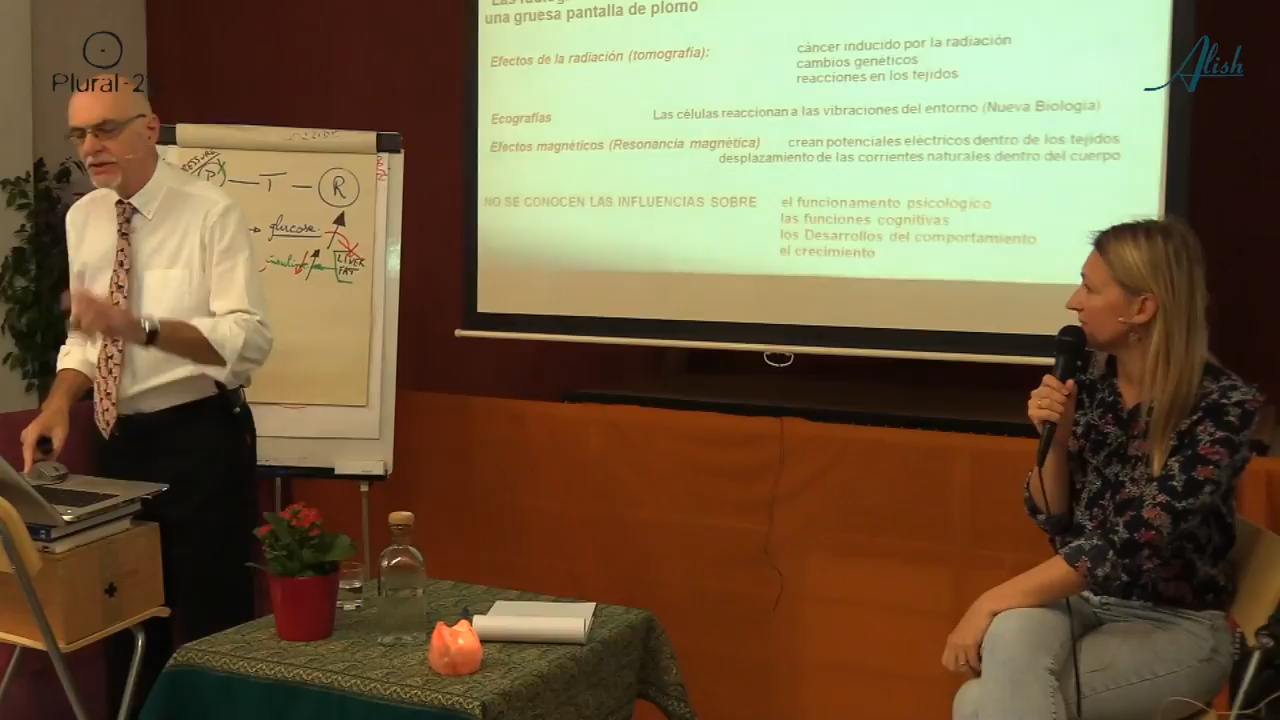 Plural-2
Alish
una gruesa pantalla de plomo
Efectos de la radiación (tomografía): cáncer inducido por la radiación
cambios genéticos
reacciones en los tejidos
Ecografías Las células reaccionan a las vibraciones del entorno (Nueva Biología)
Efectos magnéticos (Resonancia magnética) crean potenciales eléctricos dentro de los tejidos
desplazamiento de las corrientes naturales dentro del cuerpo
NO SE CONOCEN LAS INFLUENCIAS SOBRE el funcionamento psicológico
las funciones cognitivas
los Desarrollos del comportamiento
el crecimiento
(P) — T — R
glucose
LIVER
FAT